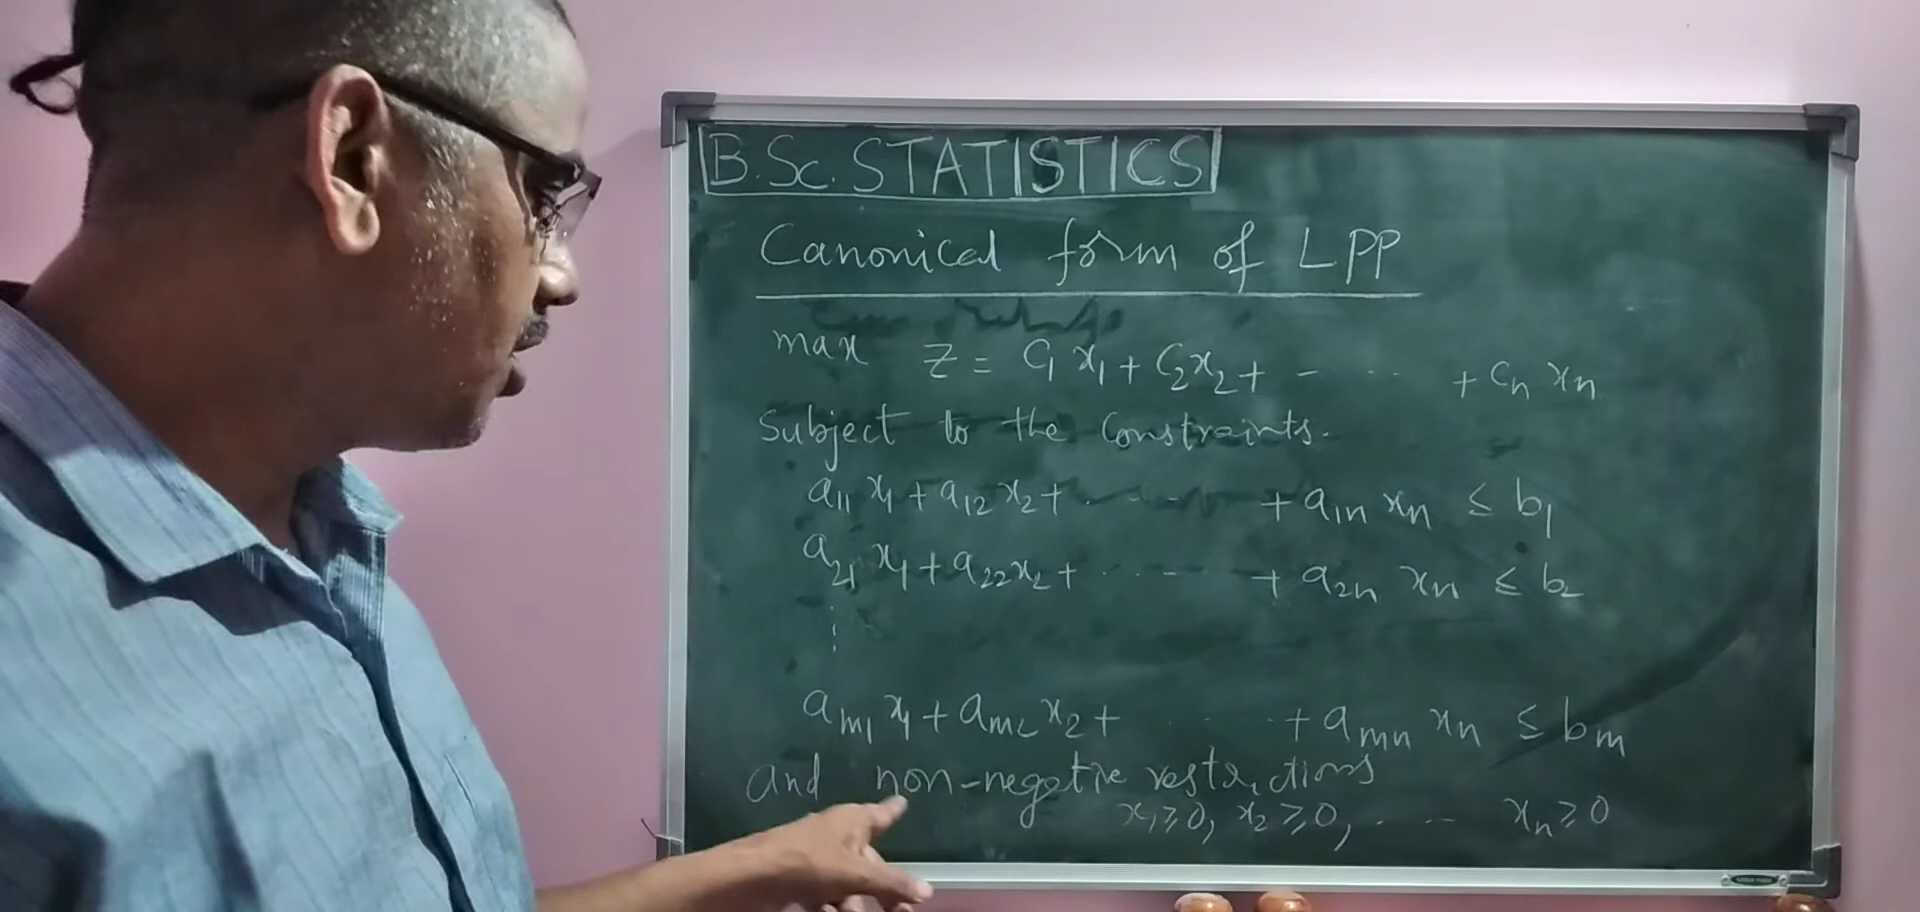 B.Sc. STATISTICS
Canonical form of LPP
max Z = C₁ x₁ + C₂x₂ + - ... + Cₙ xₙ
Subject to the Constraints.
a₁₁ x₁ + a₁₂ x₂ + ... + a₁ₙ xₙ ≤ b₁
a₂₁ x₁ + a₂₂x₂ + ... + a₂ₙ xₙ ≤ b₂
⋮
aₘ₁ x₁ + aₘ₂ x₂ + ... + aₘₙ xₙ ≤ bₘ
and non-negative restrictions
x₁ ≥ 0, x₂ ≥ 0, ... xₙ ≥ 0